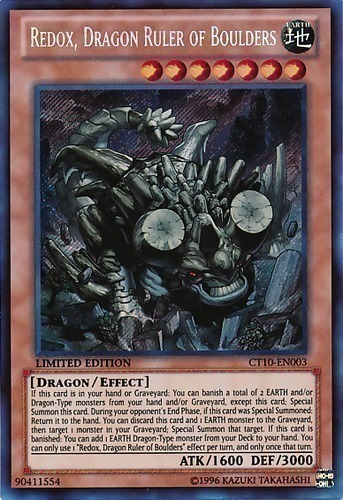 REDOX, DRAGON RULER OF BOULDERS
EARTH
地
LIMITED EDITION
CT10-EN003
[DRAGON / EFFECT]
If this card is in your hand or Graveyard: You can banish a total of 2 EARTH and/or
Dragon-Type monsters from your hand and/or Graveyard, except this card; Special
Summon this card. During your opponent's End Phase, if this card was Special Summoned:
Return it to the hand. You can discard this card and 1 EARTH monster to the Graveyard,
then target 1 monster in your Graveyard; Special Summon that target. If this card is
banished: You can add 1 EARTH Dragon-Type monster from your Deck to your hand. You
can only use 1 "Redox, Dragon Ruler of Boulders" effect per turn, and only once that turn.
ATK/1600 DEF/3000
90411554
©1996 KAZUKI TAKAHASHI